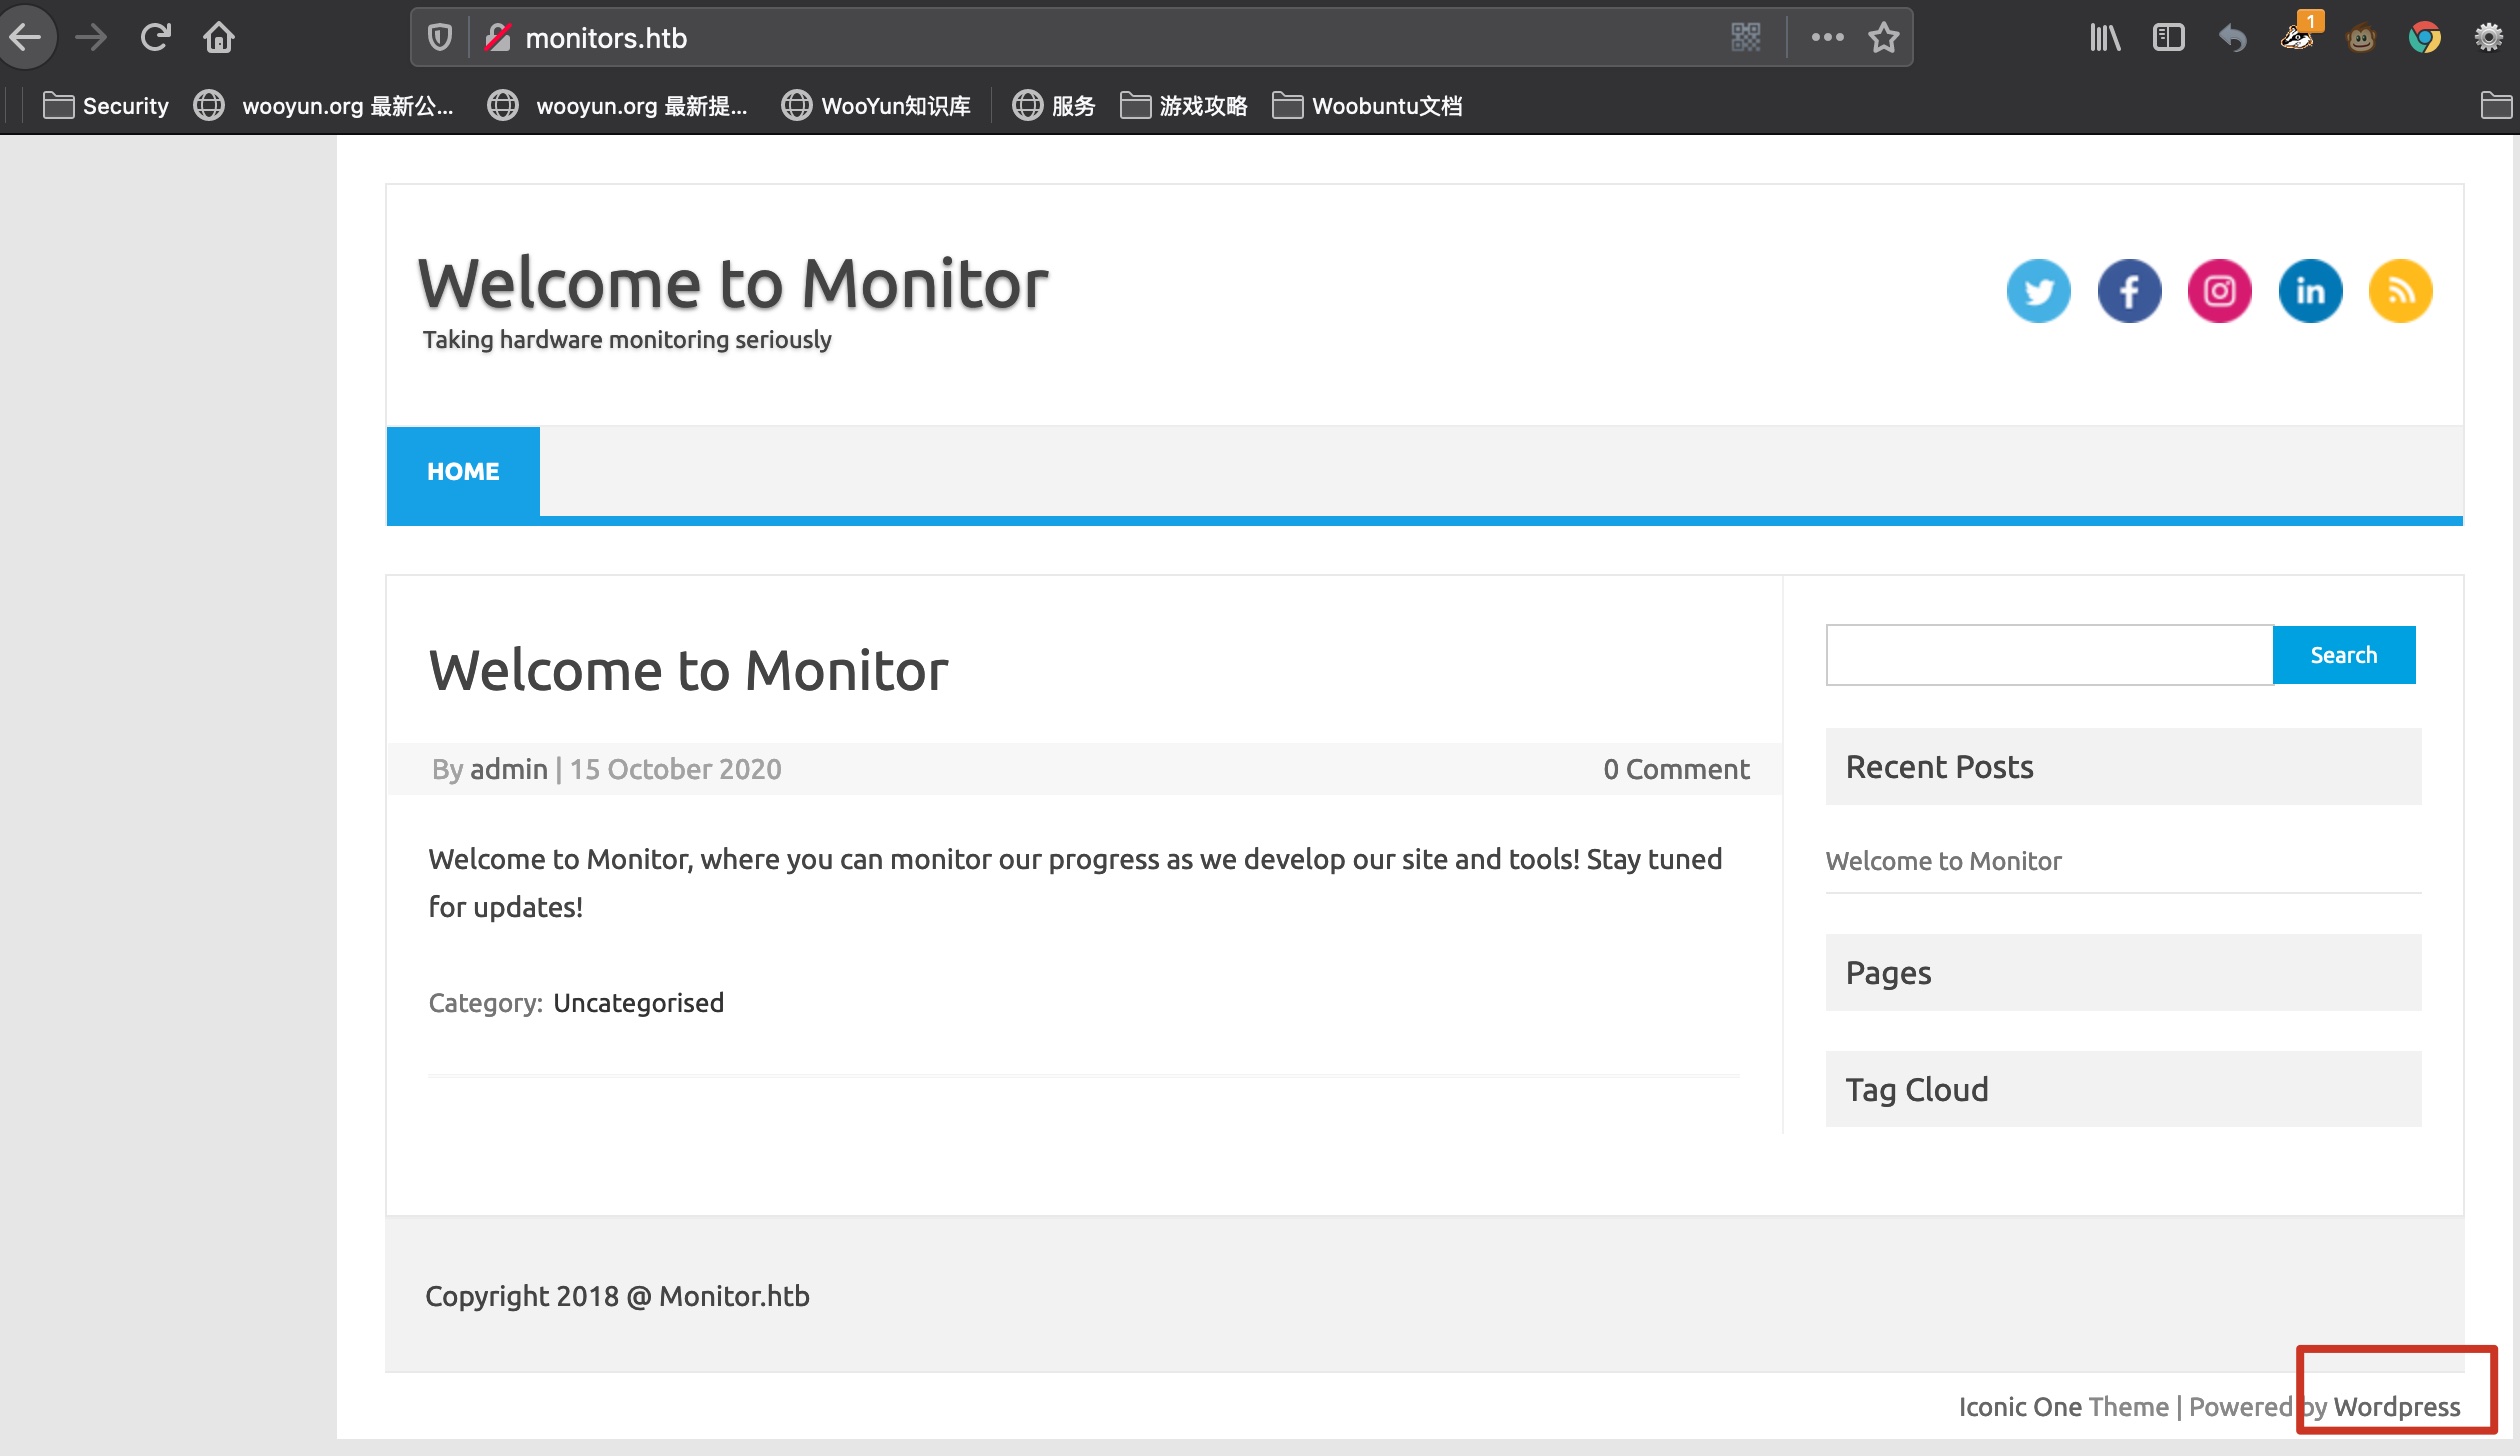 monitors.htb
1
Security
wooyun.org 最新公...
wooyun.org 最新提...
WooYun知识库
服务
游戏攻略
Woobuntu文档
Welcome to Monitor
Taking hardware monitoring seriously
in
HOME
Welcome to Monitor
By admin | 15 October 2020
0 Comment
Welcome to Monitor, where you can monitor our progress as we develop our site and tools! Stay tuned
for updates!
Category: Uncategorised
Search
Recent Posts
Welcome to Monitor
Pages
Tag Cloud
Copyright 2018 @ Monitor.htb
Iconic One Theme | Powered by Wordpress